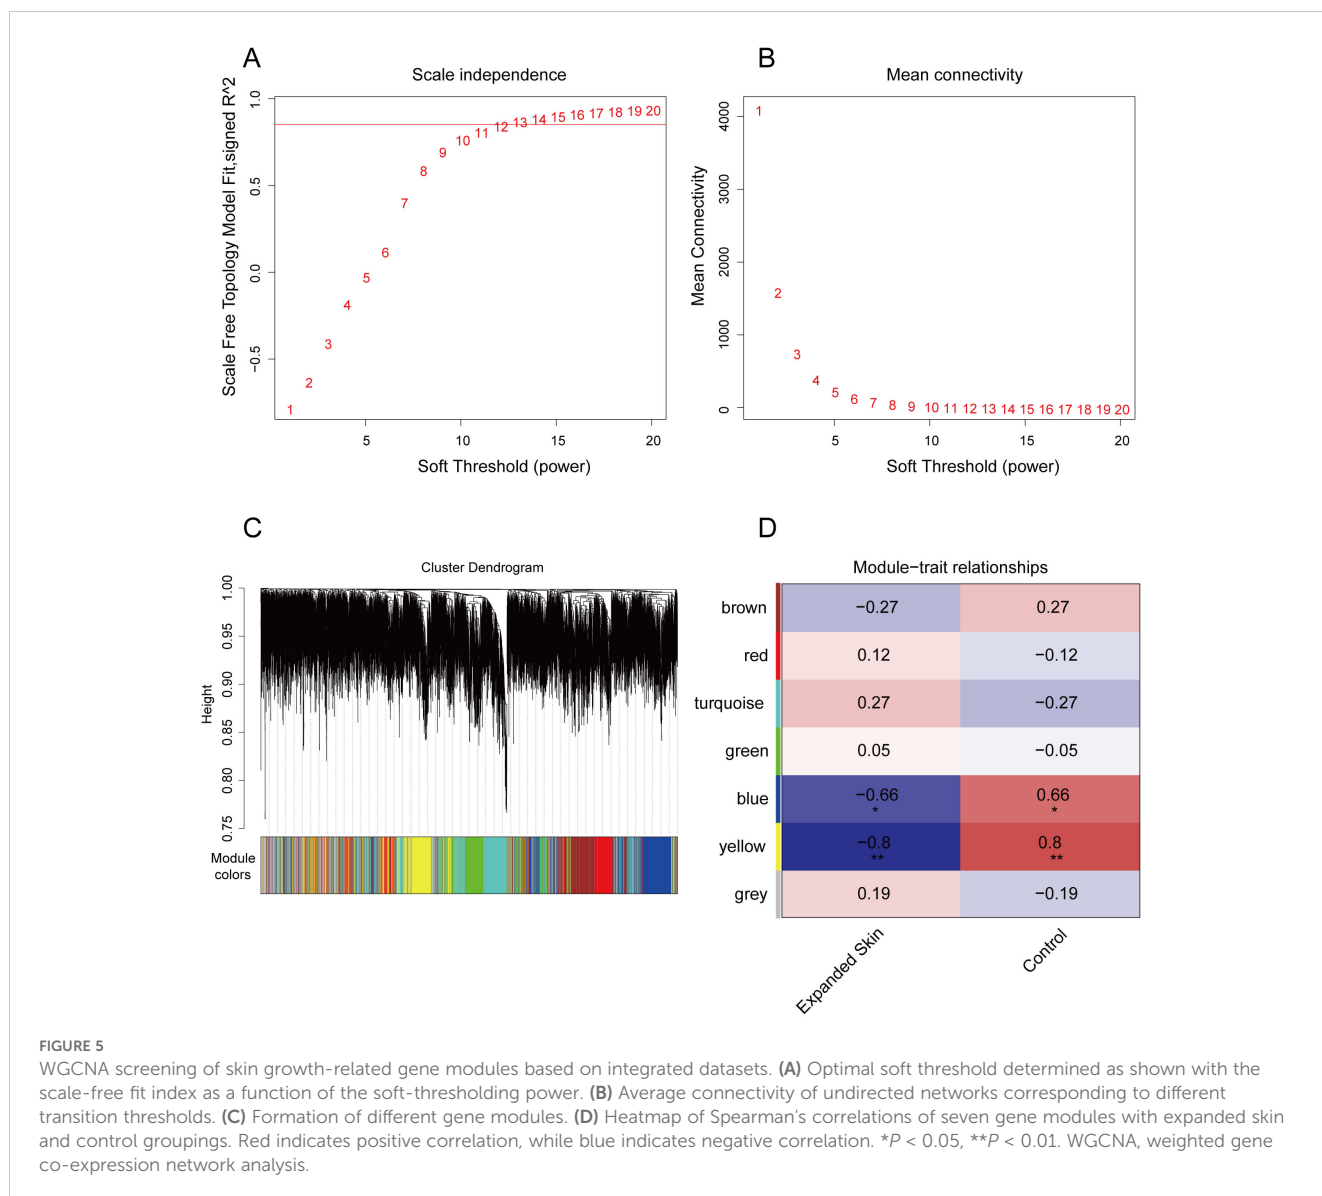 A
Scale independence
Scale Free Topology Model Fit,signed R^2
1.0
0.5
0.0
−0.5
1 2 3 4 5 6 7 8 9 10 11 12 13 14 15 16 17 18 19 20
5 10 15 20
Soft Threshold (power)
B
Mean connectivity
Mean Connectivity
4000
3000
2000
1000
0
1 2 3 4 5 6 7 8 9 10 11 12 13 14 15 16 17 18 19 20
5 10 15 20
Soft Threshold (power)
C
Cluster Dendrogram
Height
1.00
0.95
0.90
0.85
0.80
0.75
Module
colors
D
Module−trait relationships
brown −0.27 0.27
red 0.12 −0.12
turquoise 0.27 −0.27
green 0.05 −0.05
blue −0.66 0.66
* *
yellow −0.8 0.8
** **
grey 0.19 −0.19
Expanded Skin
Control
FIGURE 5
WGCNA screening of skin growth-related gene modules based on integrated datasets. (A) Optimal soft threshold determined as shown with the
scale-free fit index as a function of the soft-thresholding power. (B) Average connectivity of undirected networks corresponding to different
transition thresholds. (C) Formation of different gene modules. (D) Heatmap of Spearman's correlations of seven gene modules with expanded skin
and control groupings. Red indicates positive correlation, while blue indicates negative correlation. *P < 0.05, **P < 0.01. WGCNA, weighted gene
co-expression network analysis.